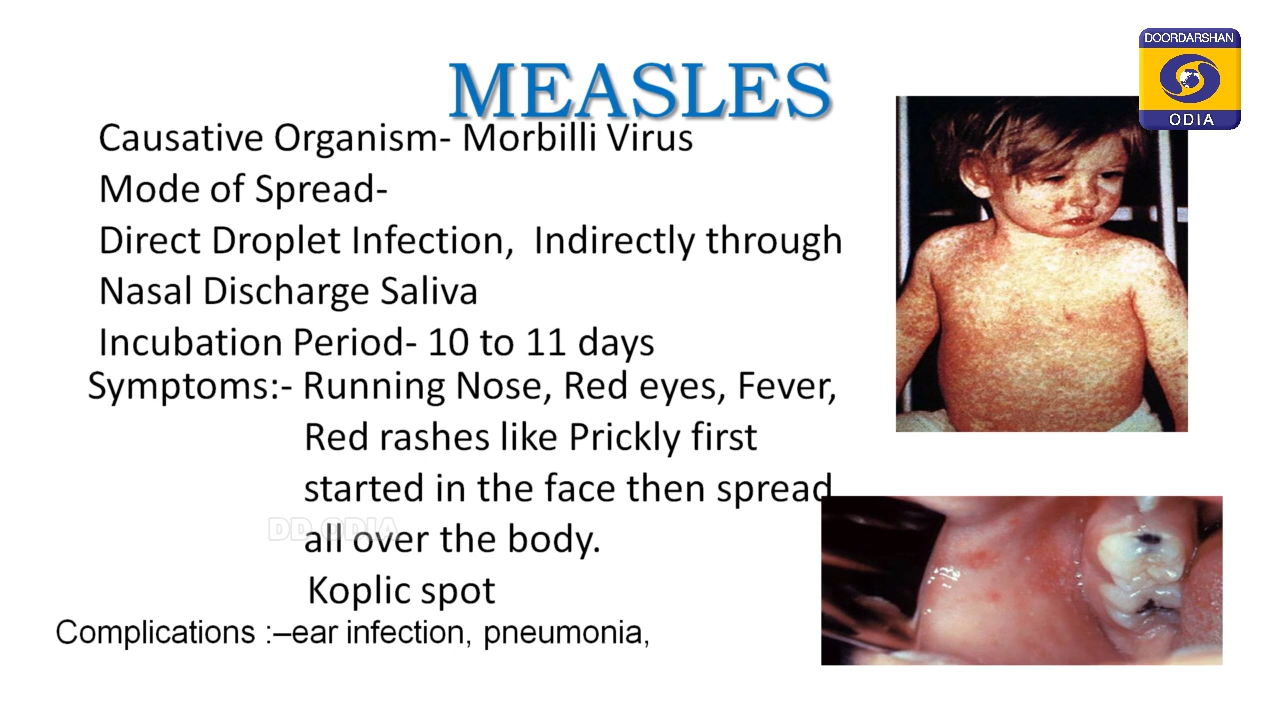 DOORDARSHAN
ODIA
MEASLES
Causative Organism- Morbilli Virus
Mode of Spread-
Direct Droplet Infection, Indirectly through
Nasal Discharge Saliva
Incubation Period- 10 to 11 days
Symptoms:- Running Nose, Red eyes, Fever,
Red rashes like Prickly first
started in the face then spread
all over the body.
DD ODIA
Koplic spot
Complications :–ear infection, pneumonia,